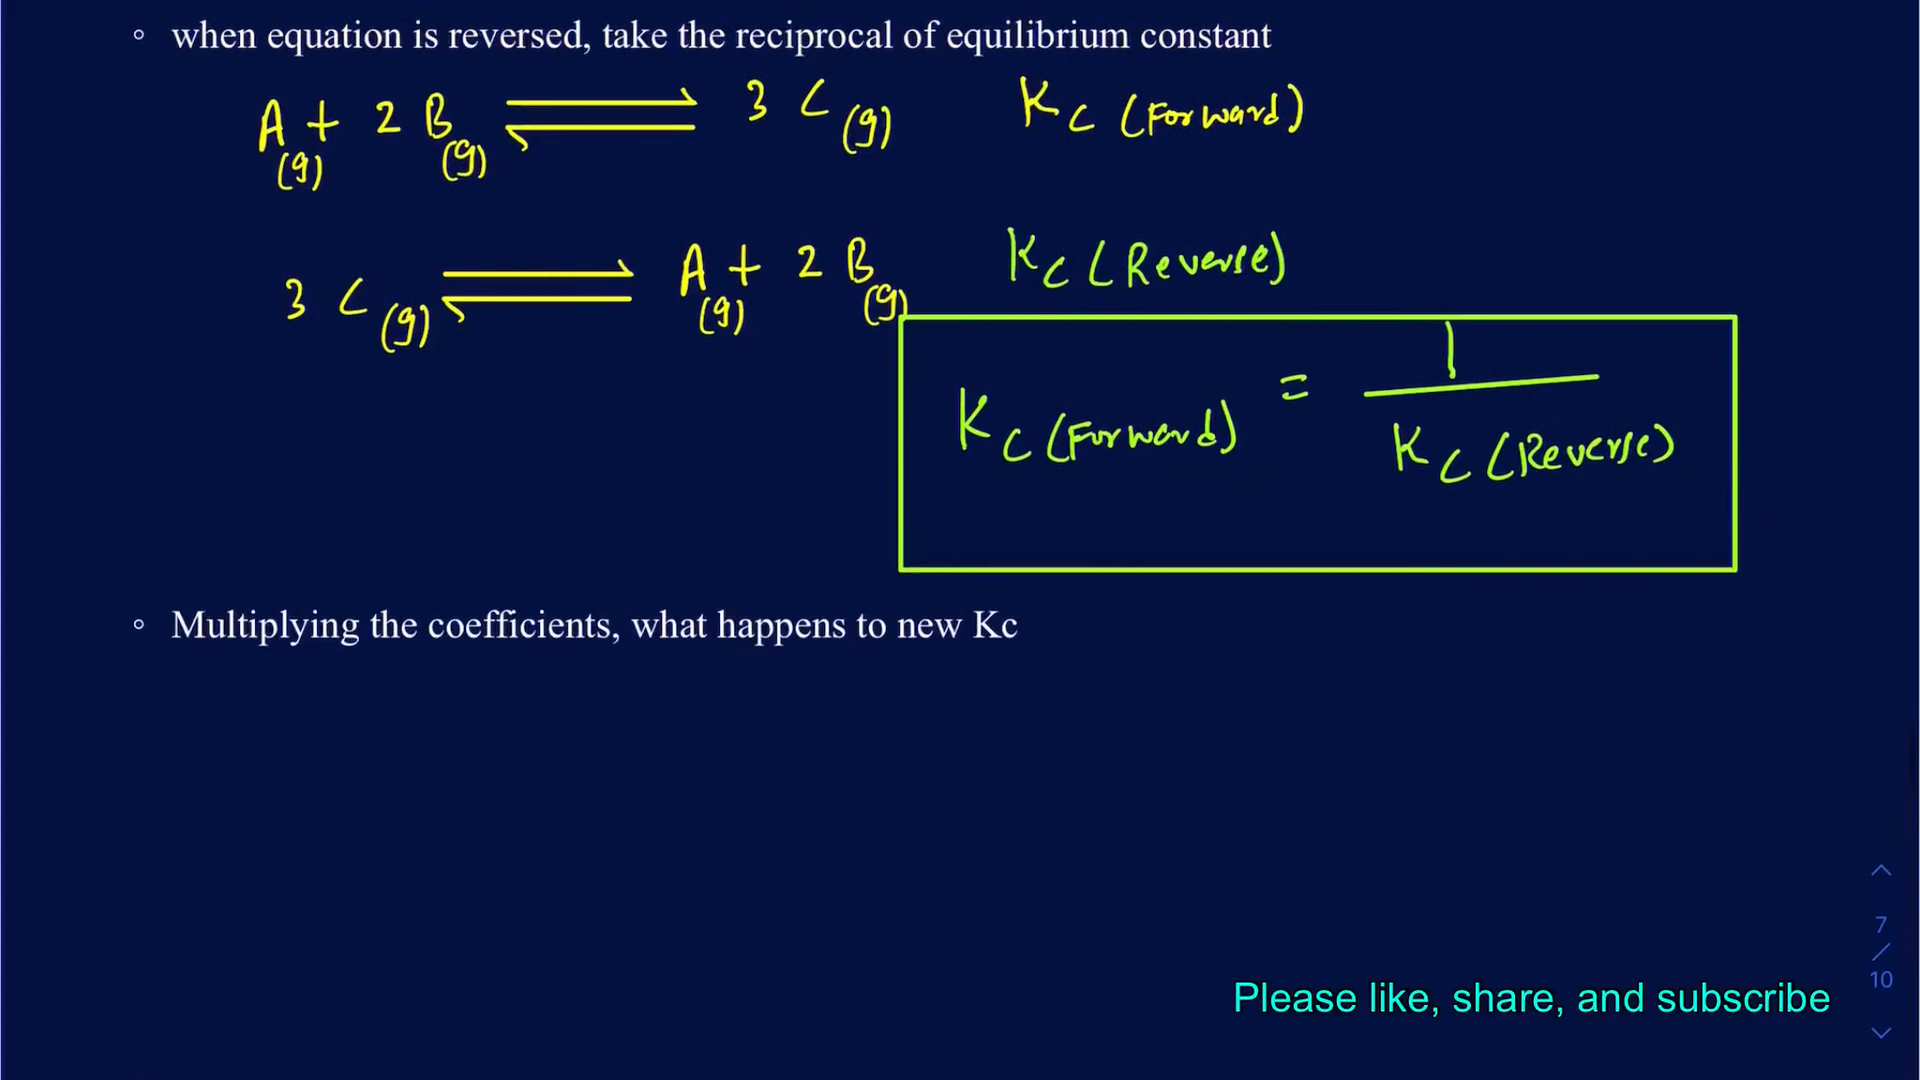 ◦ when equation is reversed, take the reciprocal of equilibrium constant
A(g) + 2 B(g) ⇌ 3 C(g) Kc (Forward)
3 C(g) ⇌ A(g) + 2 B(g) Kc (Reverse)
Kc (Forward) = 1 / Kc (Reverse)
◦ Multiplying the coefficients, what happens to new Kc
7
/
10
Please like, share, and subscribe